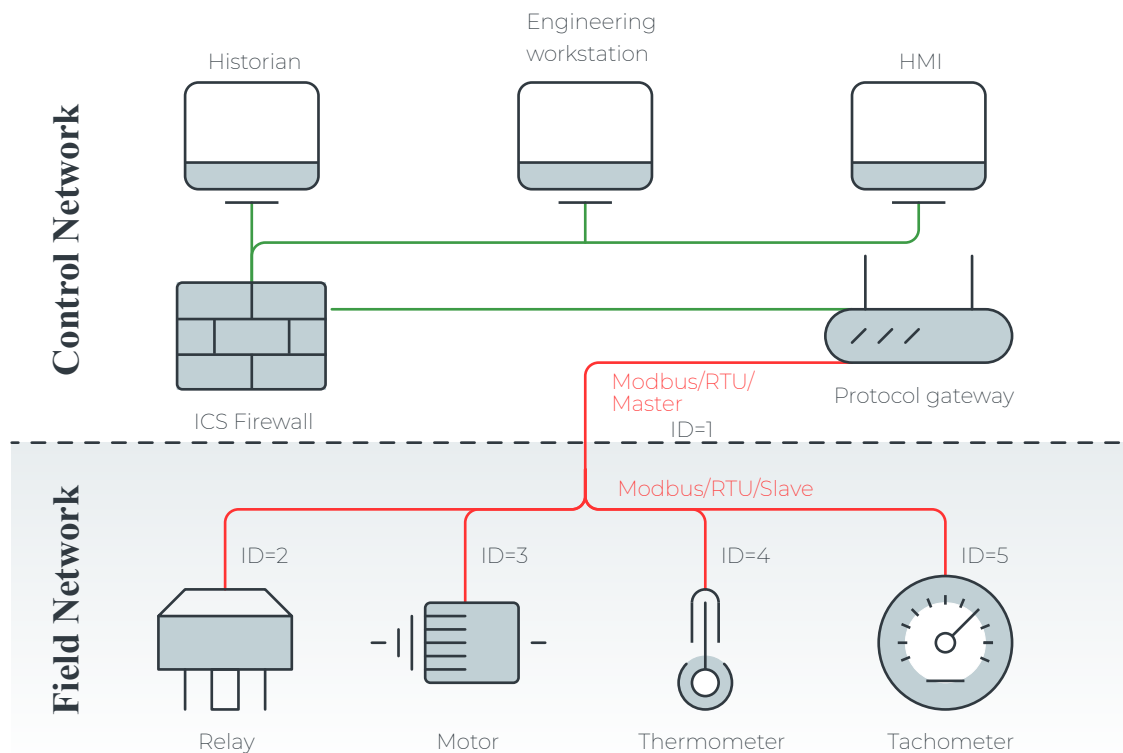 Control Network
Historian
Engineering
workstation
HMI
ICS Firewall
Protocol gateway
Modbus/RTU/
Master
ID=1
Field Network
Modbus/RTU/Slave
ID=2
ID=3
ID=4
ID=5
Relay
Motor
Thermometer
Tachometer